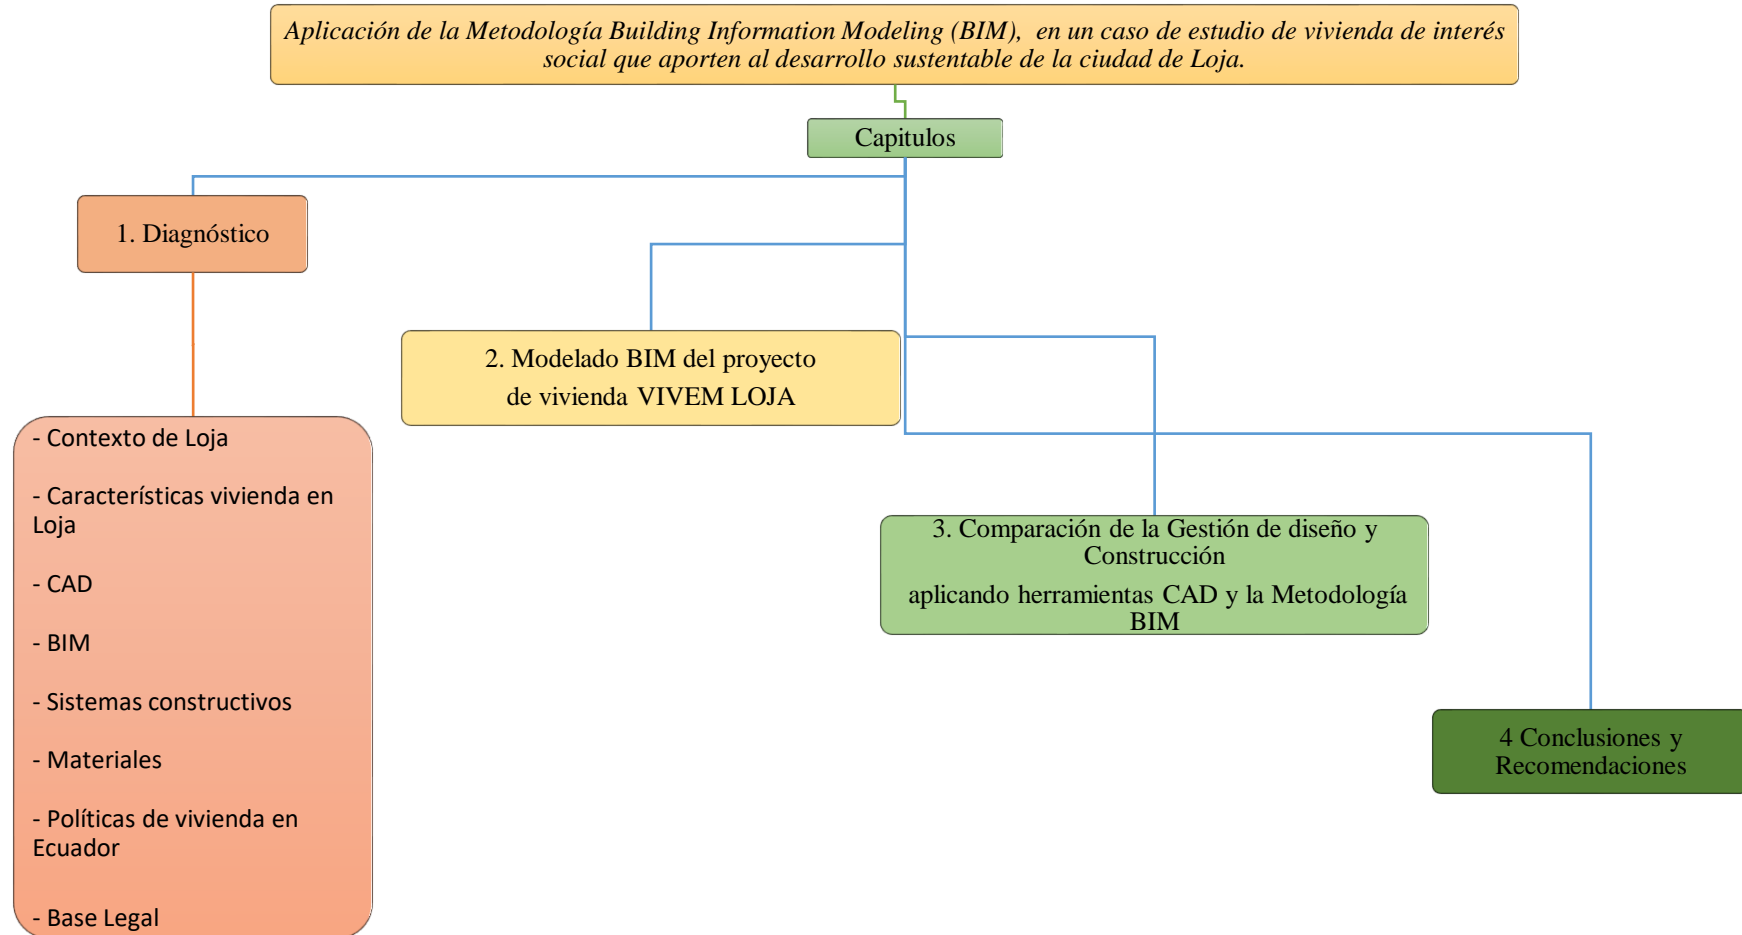 Aplicación de la Metodología Building Information Modeling (BIM), en un caso de estudio de vivienda de interés
social que aporten al desarrollo sustentable de la ciudad de Loja.
Capitulos
1. Diagnóstico
2. Modelado BIM del proyecto
de vivienda VIVEM LOJA
- Contexto de Loja
- Características vivienda en
Loja
- CAD
- BIM
- Sistemas constructivos
- Materiales
- Políticas de vivienda en
Ecuador
- Base Legal
3. Comparación de la Gestión de diseño y
Construcción
aplicando herramientas CAD y la Metodología
BIM
4 Conclusiones y
Recomendaciones